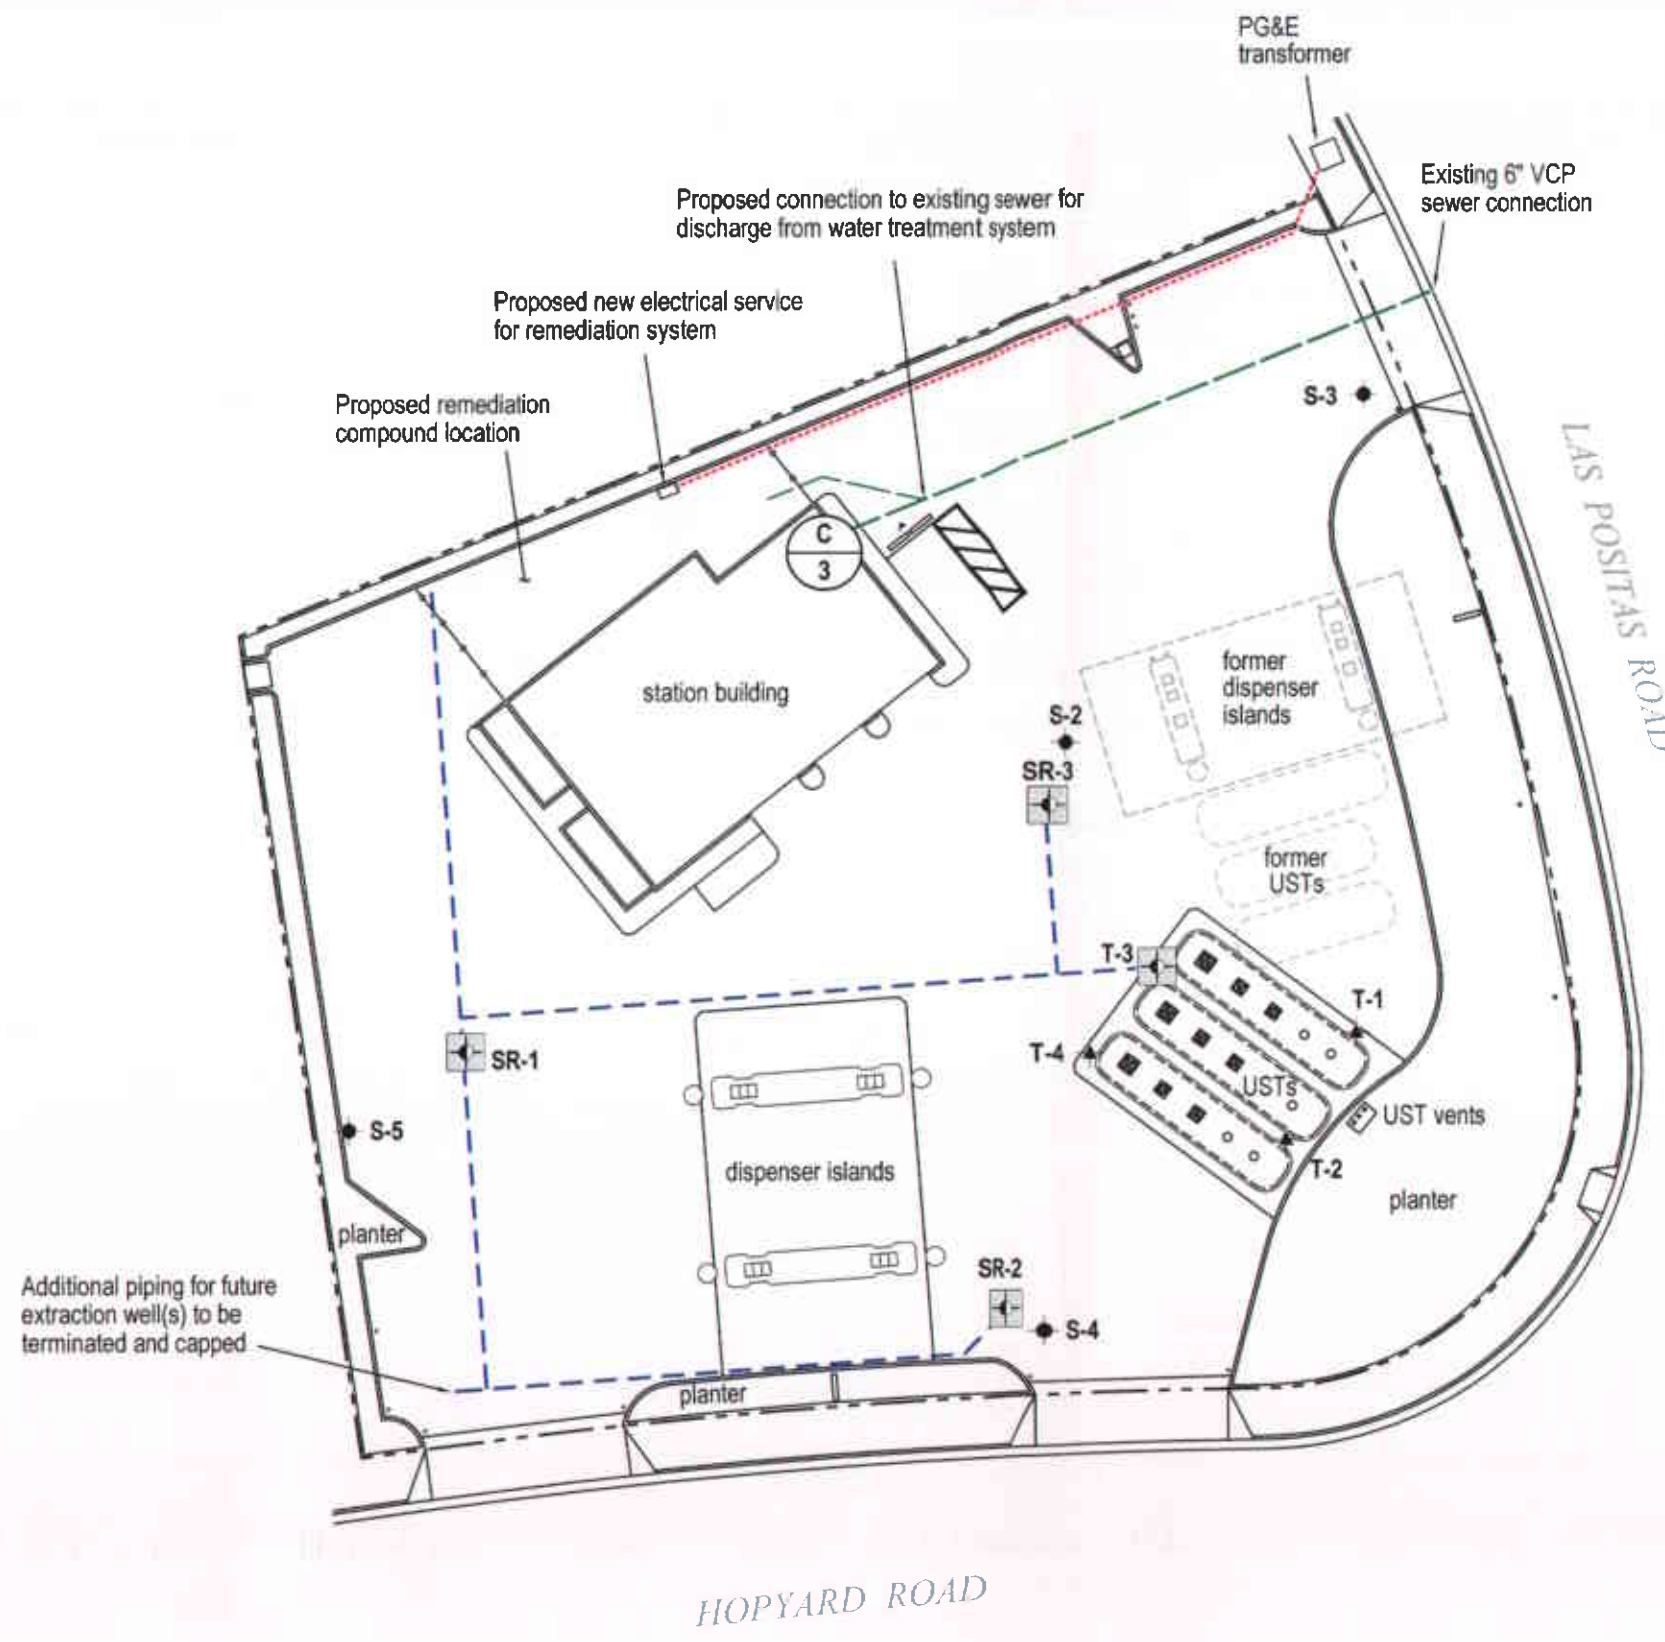 PG&E
transformer
Existing 6" VCP
sewer connection
Proposed connection to existing sewer for
discharge from water treatment system
Proposed new electrical service
for remediation system
Proposed remediation
compound location
S-3
LAS POSITAS ROAD
C
3
station building
former
dispenser
islands
S-2
SR-3
former
USTs
T-3
T-1
T-4
SR-1
USTs
UST vents
S-5
dispenser islands
T-2
planter
planter
SR-2
Additional piping for future
extraction well(s) to be
terminated and capped
S-4
planter
HOPYARD ROAD